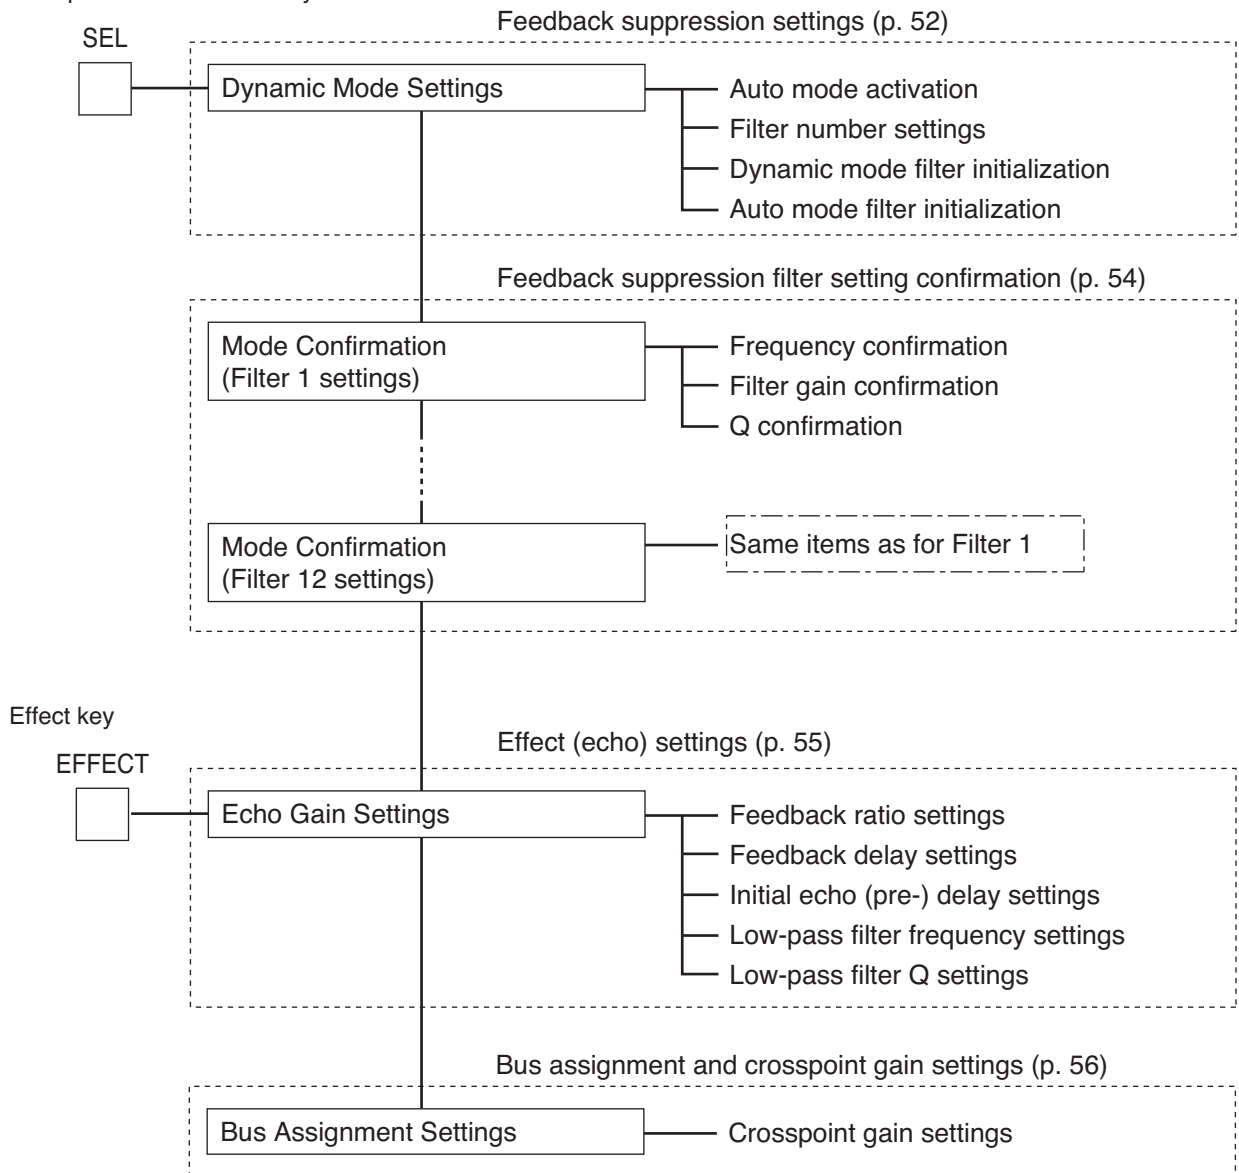 Feedback suppression settings (p. 52)
SEL
Dynamic Mode Settings
Auto mode activation
Filter number settings
Dynamic mode filter initialization
Auto mode filter initialization
Feedback suppression filter setting confirmation (p. 54)
Mode Confirmation
(Filter 1 settings)
Frequency confirmation
Filter gain confirmation
Q confirmation
Mode Confirmation
(Filter 12 settings)
Same items as for Filter 1
Effect key
EFFECT
Effect (echo) settings (p. 55)
Echo Gain Settings
Feedback ratio settings
Feedback delay settings
Initial echo (pre-) delay settings
Low-pass filter frequency settings
Low-pass filter Q settings
Bus assignment and crosspoint gain settings (p. 56)
Bus Assignment Settings
Crosspoint gain settings